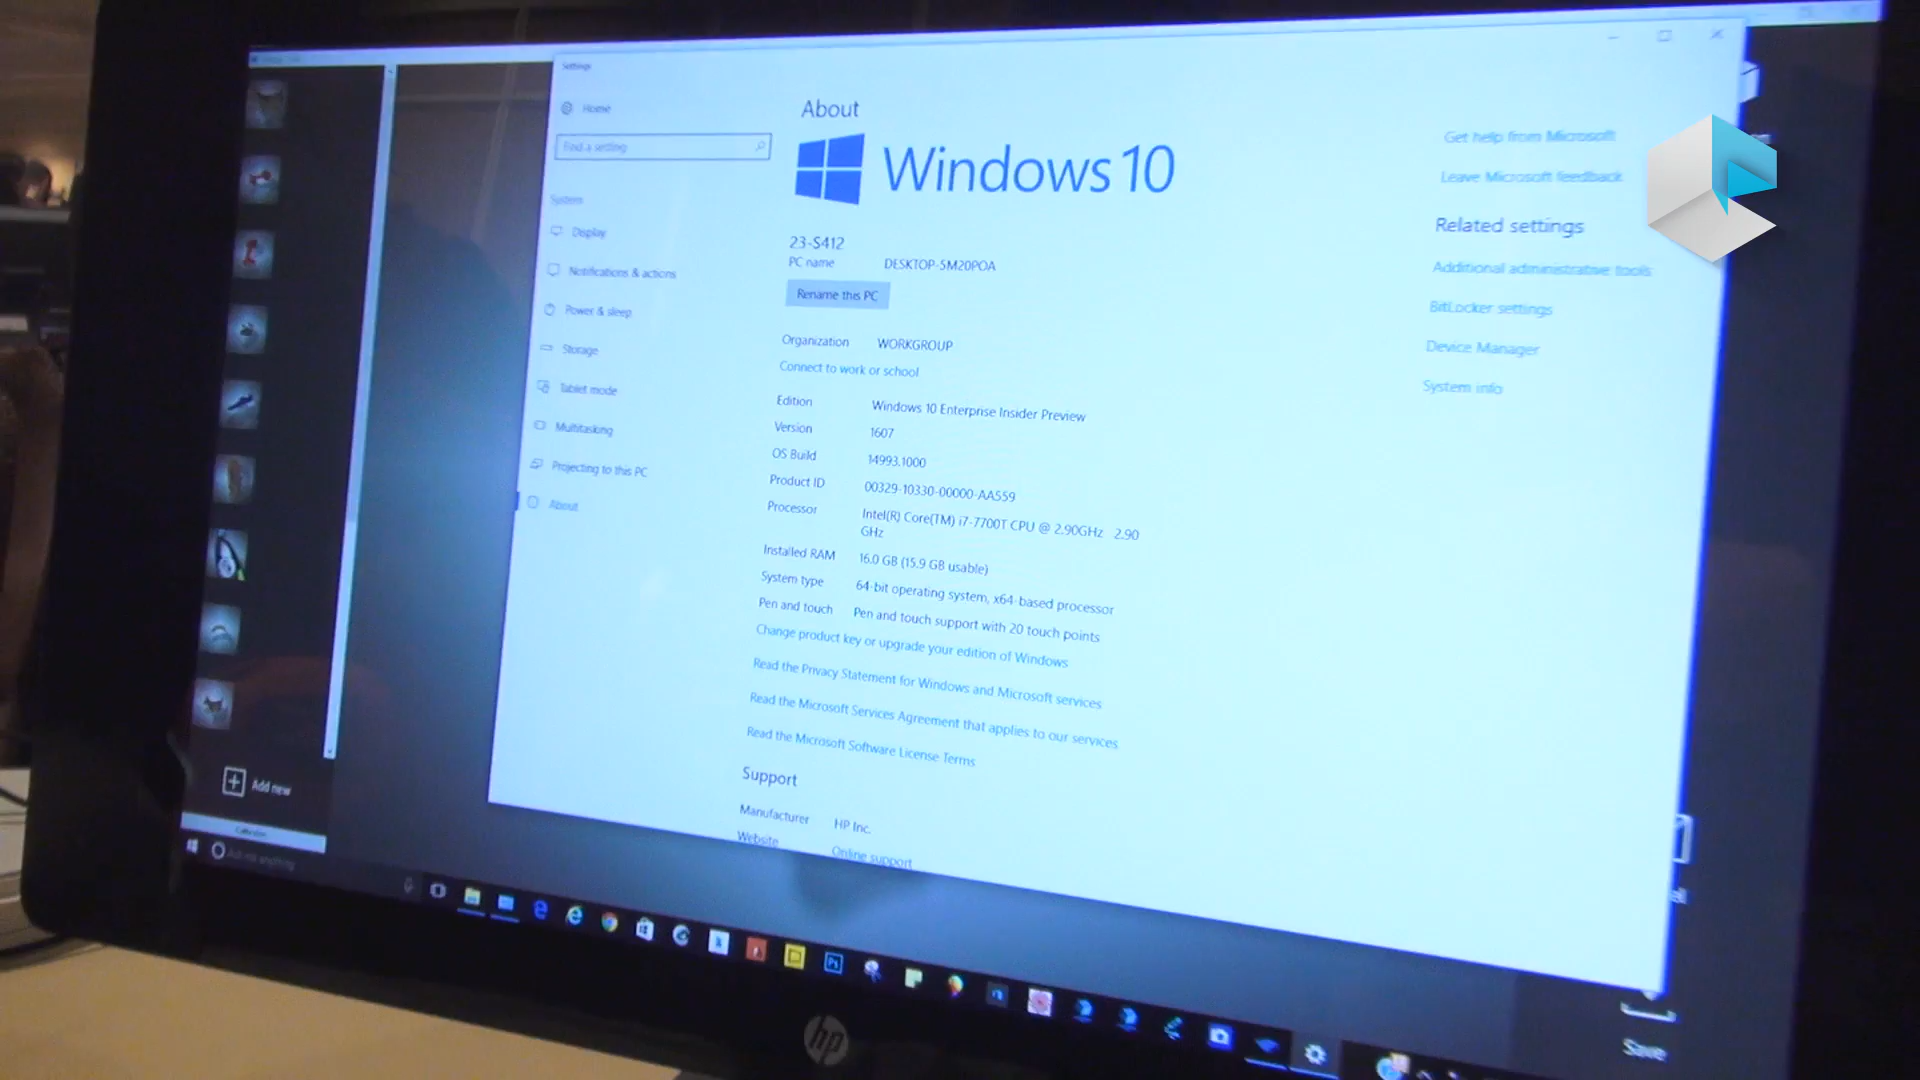 Settings
Home
Find a setting
System
Display
Notifications & actions
Power & sleep
Storage
Tablet mode
Multitasking
Projecting to this PC
About
About
Windows 10
23-S412
PC name DESKTOP-5M20POA
Rename this PC
Organization WORKGROUP
Connect to work or school
Edition Windows 10 Enterprise Insider Preview
Version 1607
OS Build 14993.1000
Product ID 00329-10330-00000-AA559
Processor Intel(R) Core(TM) i7-7700T CPU @ 2.90GHz 2.90
GHz
Installed RAM 16.0 GB (15.9 GB usable)
System type 64-bit operating system, x64-based processor
Pen and touch Pen and touch support with 20 touch points
Change product key or upgrade your edition of Windows
Read the Privacy Statement for Windows and Microsoft services
Read the Microsoft Services Agreement that applies to our services
Read the Microsoft Software License Terms
Support
Manufacturer HP Inc.
Website Online support
Get help from Microsoft
Leave Microsoft feedback
Related settings
Additional administrative tools
BitLocker settings
Device Manager
System info
Add new
Ask me anything
Ps
Save
hp